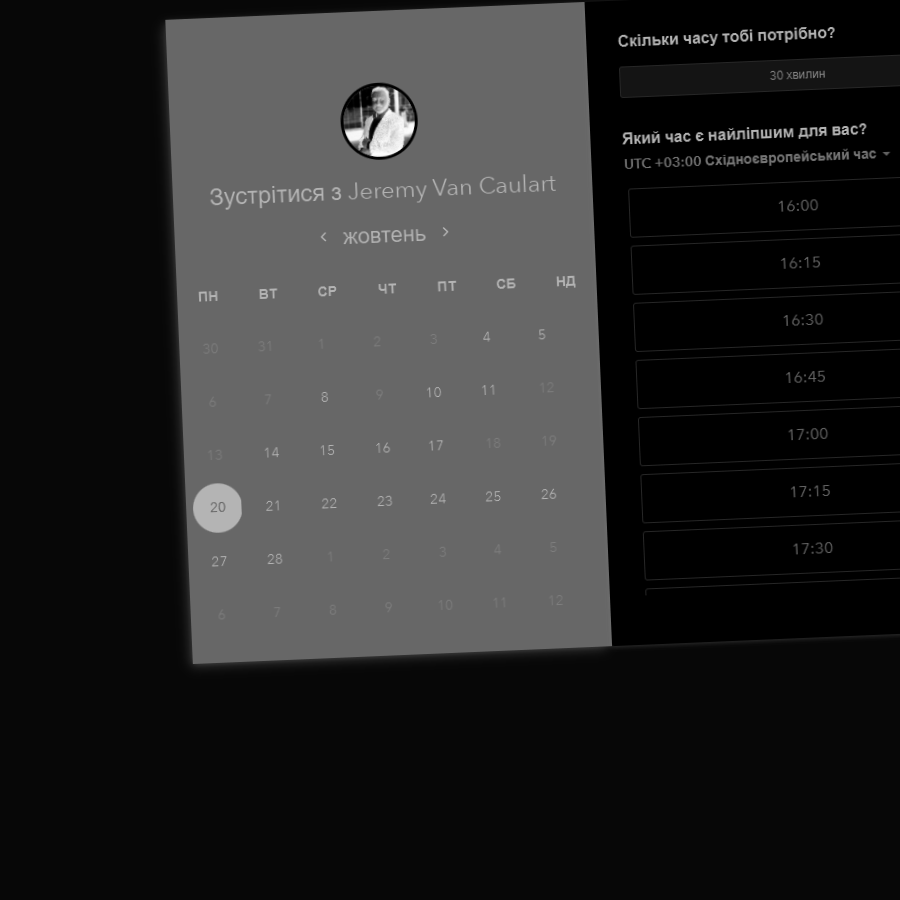 Зустрітися з Jeremy Van Caulart
жовтень
ПН ВТ СР ЧТ ПТ СБ НД
30 31 1 2 3 4 5
6 7 8 9 10 11 12
13 14 15 16 17 18 19
20 21 22 23 24 25 26
27 28 1 2 3 4 5
6 7 8 9 10 11 12
Скільки часу тобі потрібно?
30 хвилин
Який час є найліпшим для вас?
UTC +03:00 Східноєвропейський час
16:00
16:15
16:30
16:45
17:00
17:15
17:30